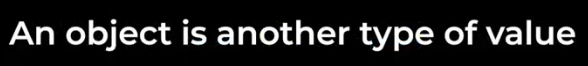 An object is another type of value